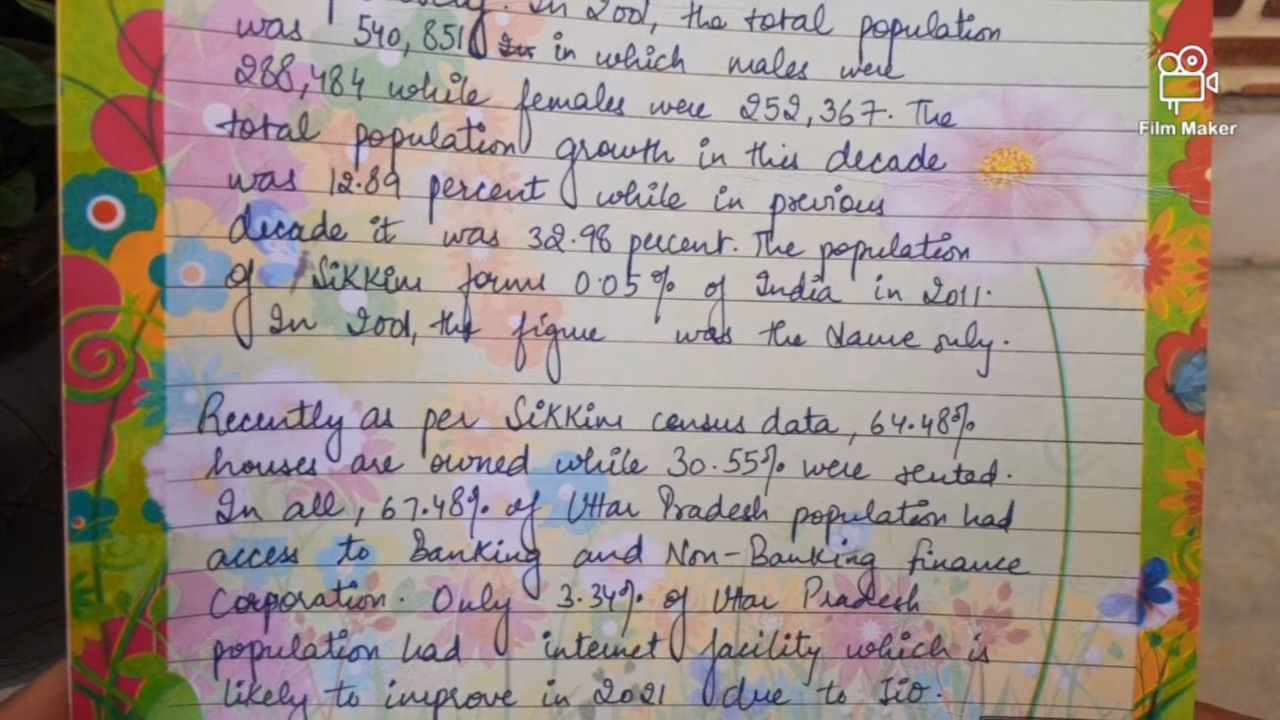 In 2001, the total population
was 540,851 in which males were
288,484 while females were 252,367. The
total population growth in this decade
was 12.89 percent while in previous
decade it was 32.98 percent. The population
of Sikkim forms 0.05% of India in 2011.
In 2001, the figure was the same only.
Recently as per Sikkim census data, 64.48%
houses are owned while 30.55% were rented.
In all, 67.48% of Uttar Pradesh population had
access to Banking and Non-Banking finance
Corporation. Only 3.34% of Uttar Pradesh
population had internet facility which is
likely to improve in 2021 due to Jio.
Film Maker